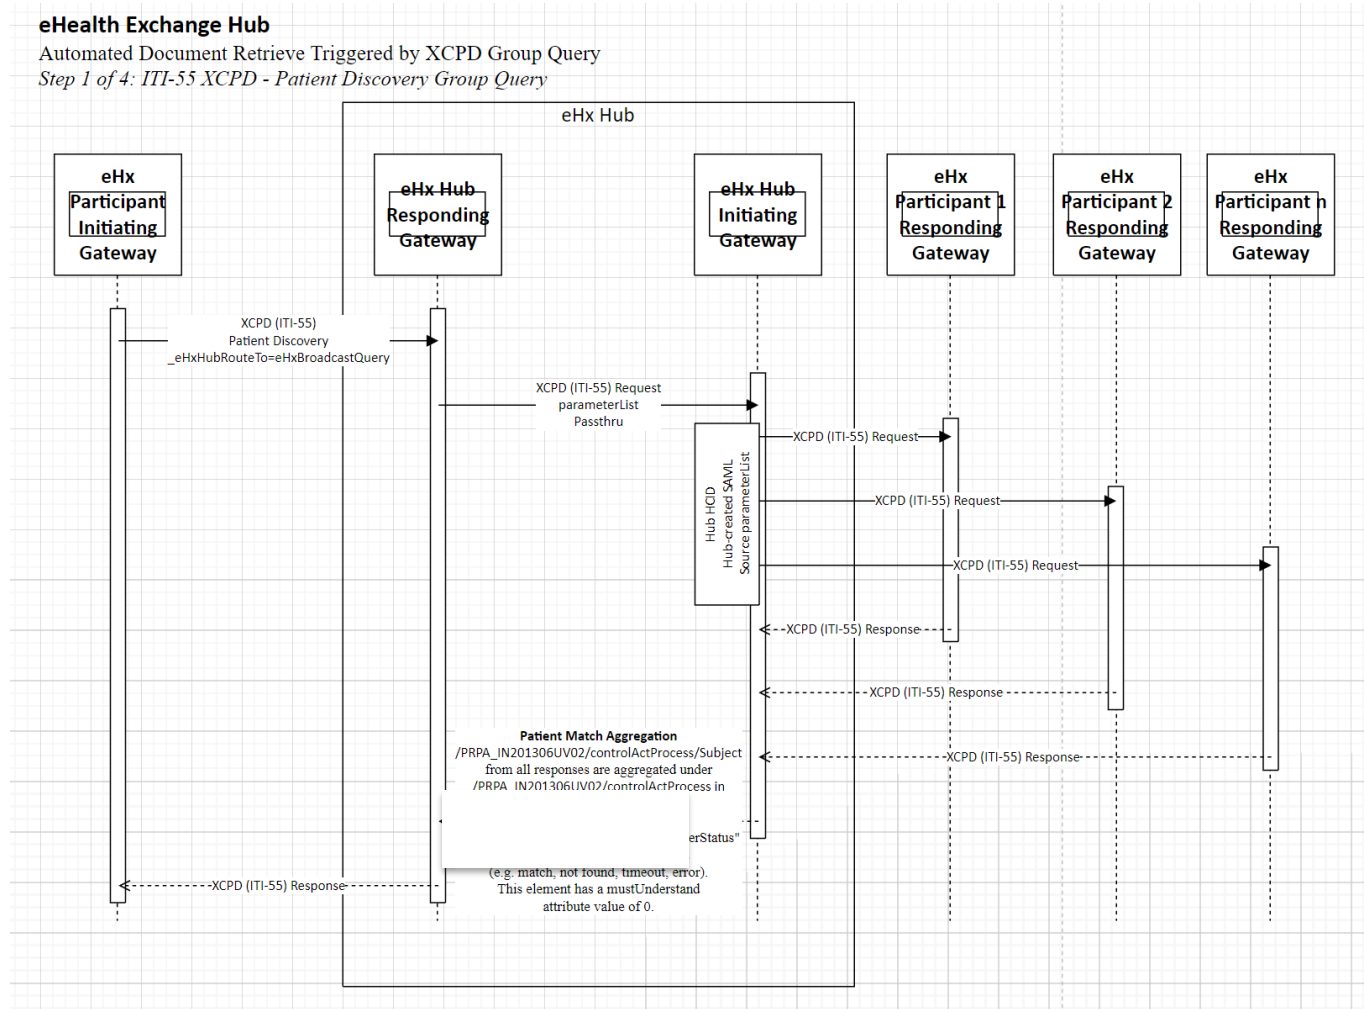 eHealth Exchange Hub
Automated Document Retrieve Triggered by XCPD Group Query
Step 1 of 4: ITI-55 XCPD - Patient Discovery Group Query
eHx Hub
eHx
Participant
Initiating
Gateway
eHx Hub
Responding
Gateway
eHx Hub
Initiating
Gateway
eHx
Participant 1
Responding
Gateway
eHx
Participant 2
Responding
Gateway
eHx
Participant n
Responding
Gateway
XCPD (ITI-55)
Patient Discovery
_eHxHubRouteTo=eHxBroadcastQuery
XCPD (ITI-55) Request
parameterList
Passthru
XCPD (ITI-55) Request
Hub HCID
Hub-created SAML
Source parameterList
XCPD (ITI-55) Request
XCPD (ITI-55) Request
XCPD (ITI-55) Response
XCPD (ITI-55) Response
Patient Match Aggregation
/PRPA_IN201306UV02/controlActProcess/Subject
from all responses are aggregated under
/PRPA_IN201306UV02/controlActProcess in
XCPD (ITI-55) Response
erStatus"
(e.g. match, not found, timeout, error).
This element has a mustUnderstand
attribute value of 0.
XCPD (ITI-55) Response